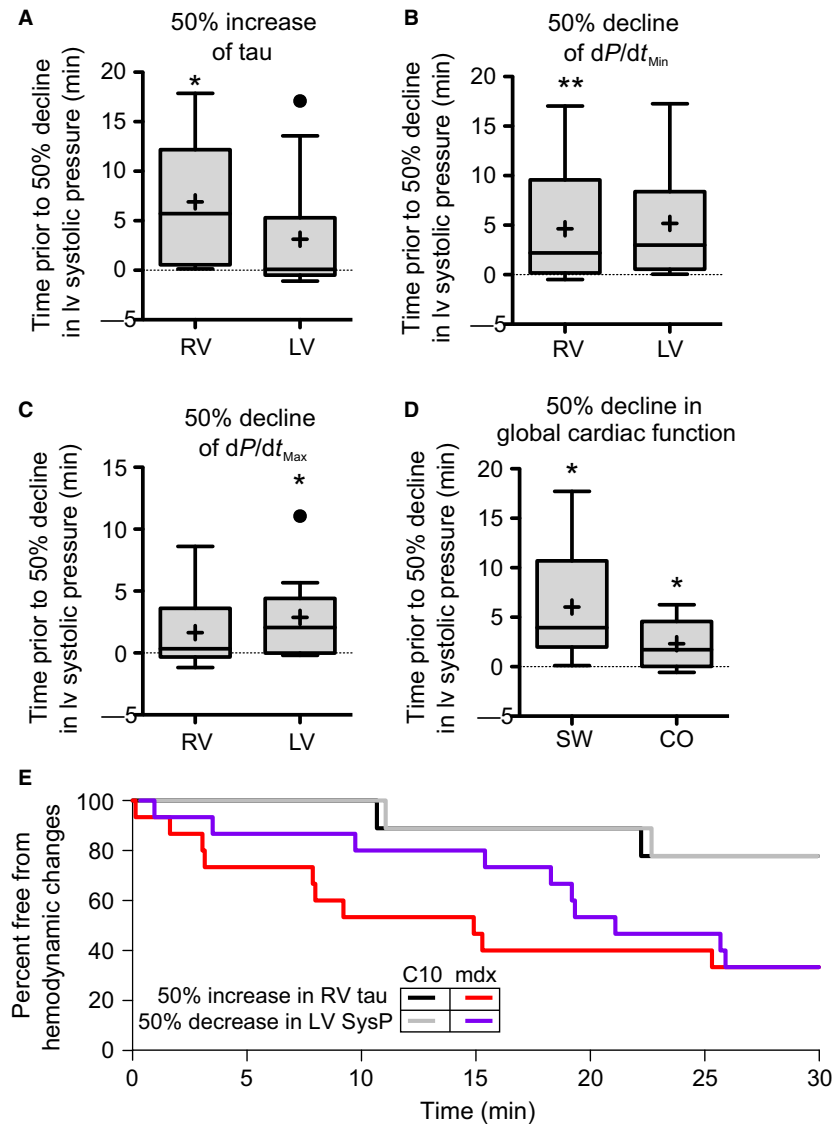 A
50% increase
of tau
Time prior to 50% decline
in lv systolic pressure (min)
20
15
10
5
0
—5
*
RV
LV
B
50% decline
of dP/dtMin
Time prior to 50% decline
in lv systolic pressure (min)
20
15
10
5
0
—5
**
RV
LV
C
50% decline
of dP/dtMax
Time prior to 50% decline
in lv systolic pressure (min)
15
10
5
0
—5
*
RV
LV
D
50% decline in
global cardiac function
Time prior to 50% decline
in lv systolic pressure (min)
20
15
10
5
0
—5
*
*
SW
CO
E
Percent free from
hemodynamic changes
100
80
60
40
20
0
C10 mdx
50% increase in RV tau
50% decrease in LV SysP
0 5 10 15 20 25 30
Time (min)